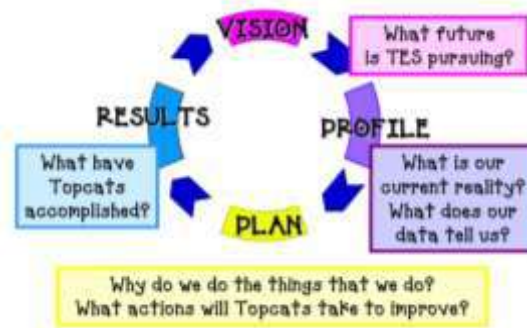 VISION
What future
is TES pursuing?
RESULTS
PROFILE
What have
Topcats
accomplished?
What is our
current reality?
What does our
data tell us?
PLAN
Why do we do the things that we do?
What actions will Topcats take to improve?